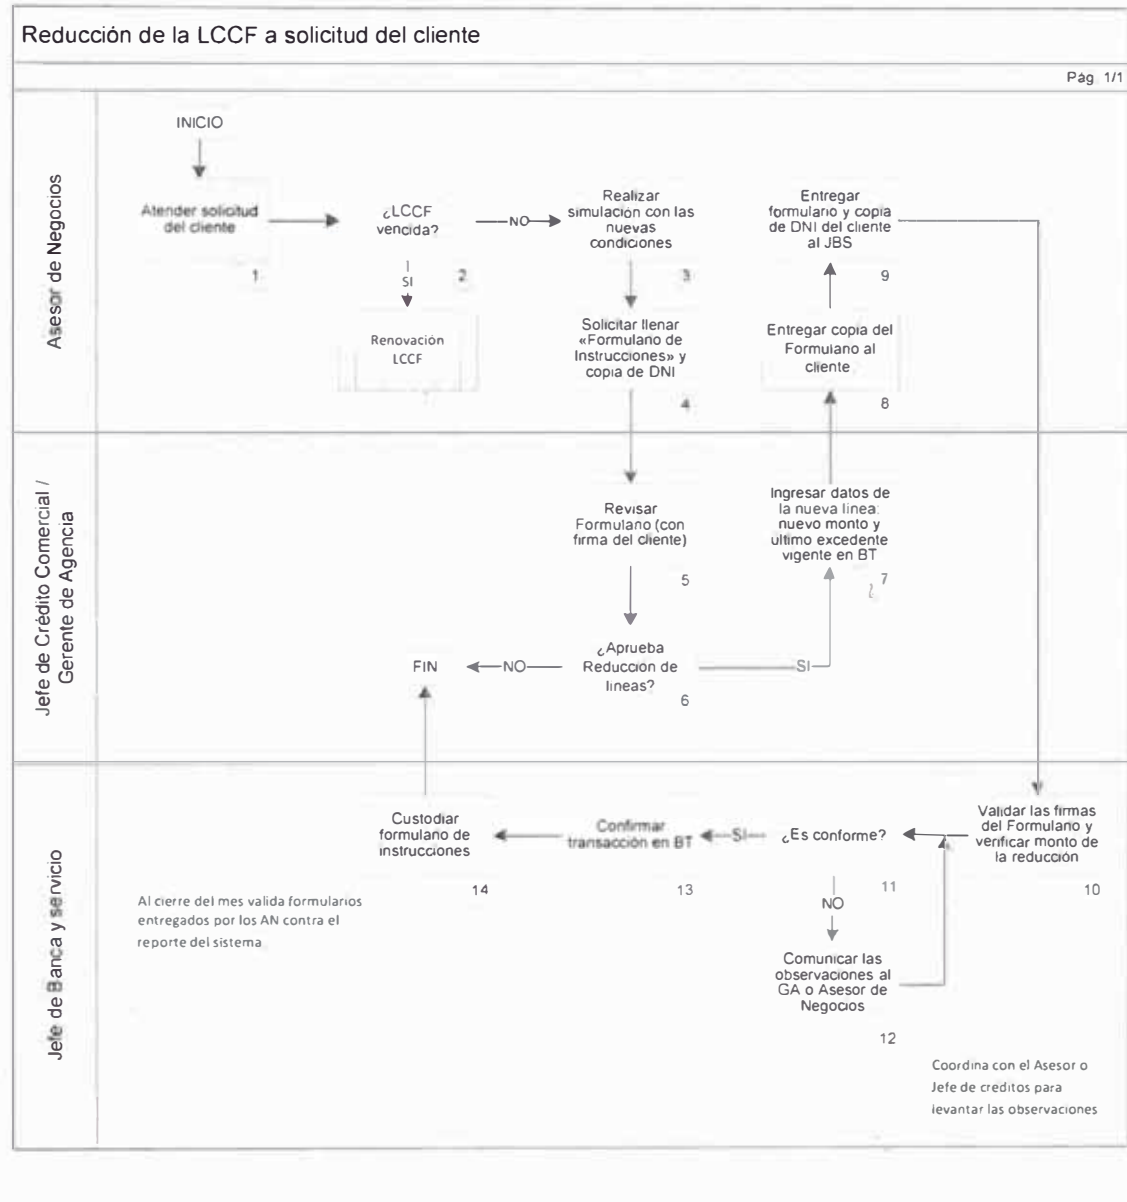 Reducción de la LCCF a solicitud del cliente
Pág. 1/1
Asesor de Negocios
INICIO
Atender solicitud
del cliente
1
¿LCCF
vencida?
2
NO
SI
Renovación
LCCF
Realizar
simulación con las
nuevas
condiciones
3
Solicitar llenar
«Formulario de
Instrucciones» y
copia de DNI
4
Entregar
formulario y copia
de DNI del cliente
al JBS
9
Entregar copia del
Formulario al
cliente
8
Jefe de Crédito Comercial /
Gerente de Agencia
Revisar
Formulario (con
firma del cliente)
5
Ingresar datos de
la nueva linea:
nuevo monto y
ultimo excedente
vigente en BT
7
¿Aprueba
Reducción de
lineas?
6
NO
SI
FIN
Jefe de Banca y servicio
Validar las firmas
del Formulario y
verificar monto de
la reducción
10
¿Es conforme?
11
SI
NO
Confirmar
transacción en BT
13
Custodiar
formulario de
instrucciones
14
Al cierre del mes valida formularios
entregados por los AN contra el
reporte del sistema
Comunicar las
observaciones al
GA o Asesor de
Negocios
12
Coordina con el Asesor o
Jefe de creditos para
levantar las observaciones